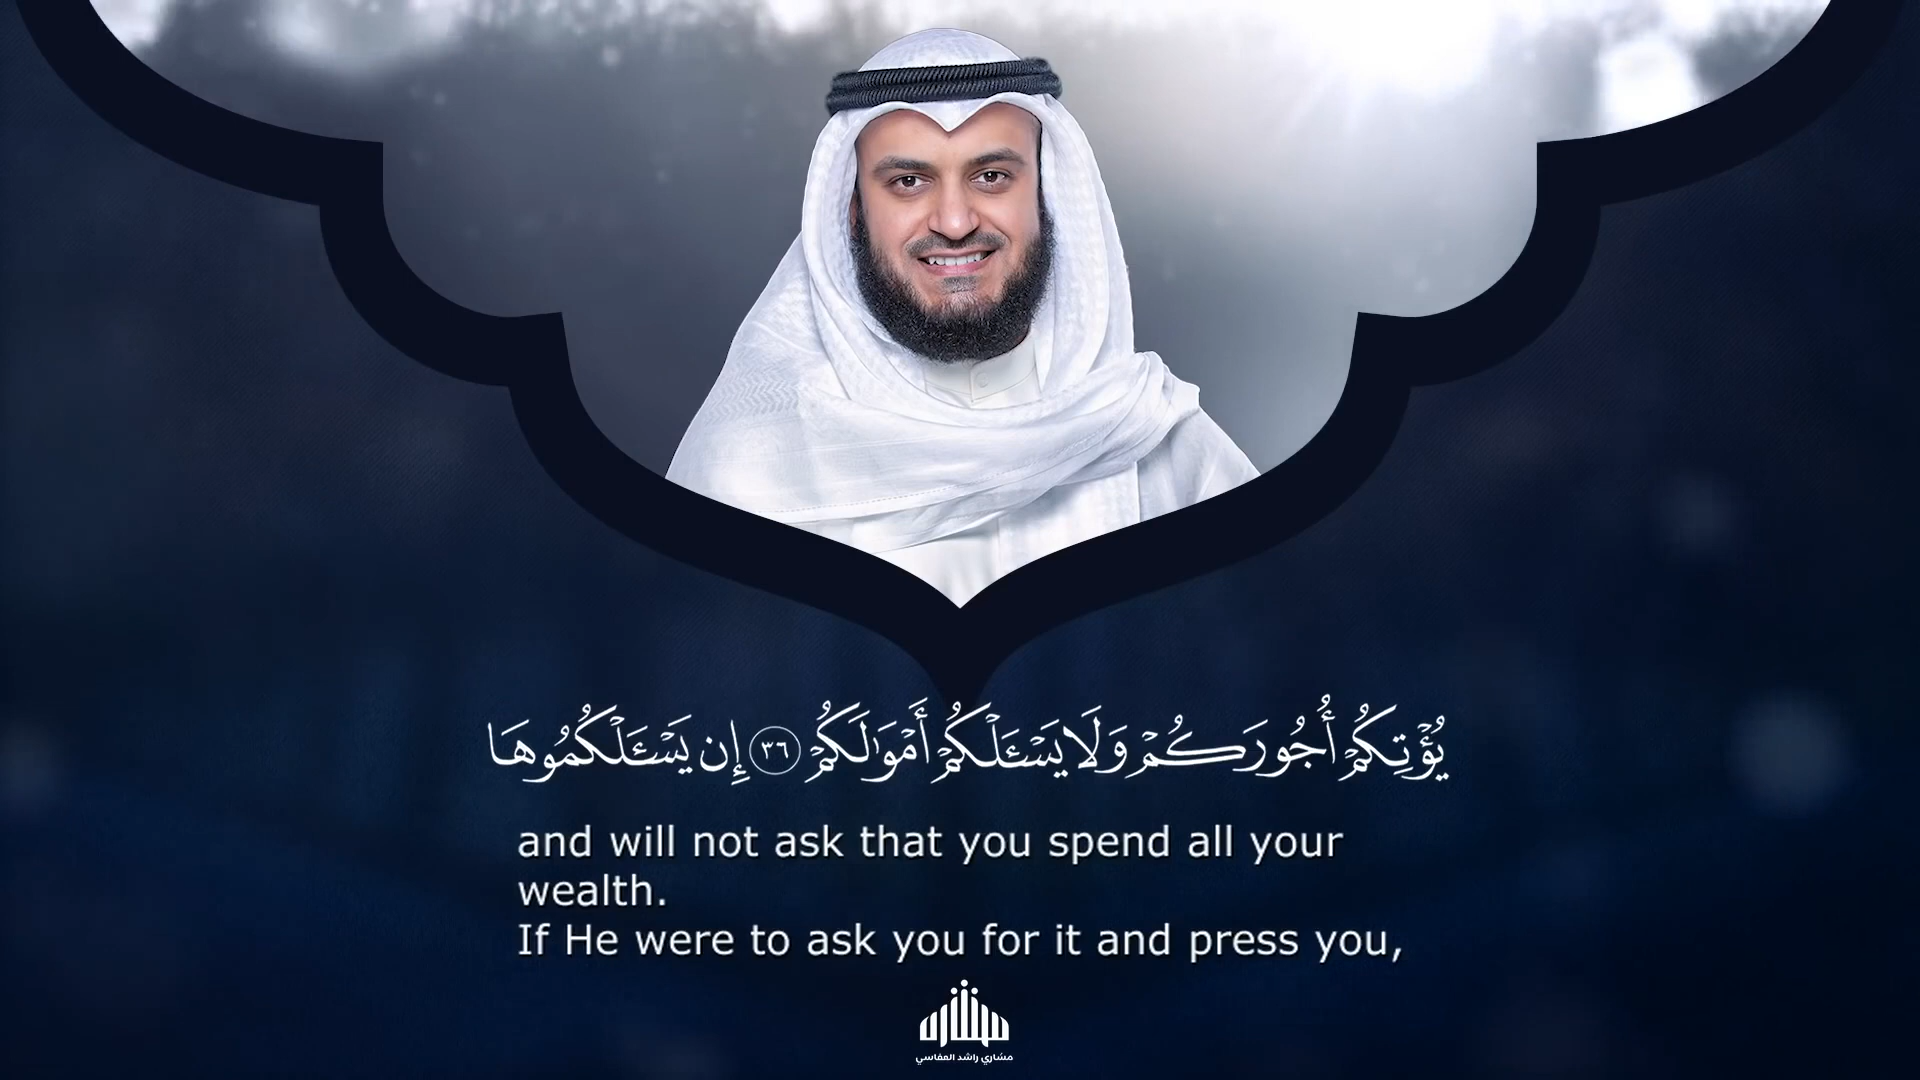 يُؤْتِكُمْ أُجُورَكُمْ وَلَا يَسْـَٔلْكُمْ أَمْوَٰلَكُمْ ٣٦ إِن يَسْـَٔلْكُمُوهَا
and will not ask that you spend all your
wealth.
If He were to ask you for it and press you,
مشاري
مشاري راشد العفاسي